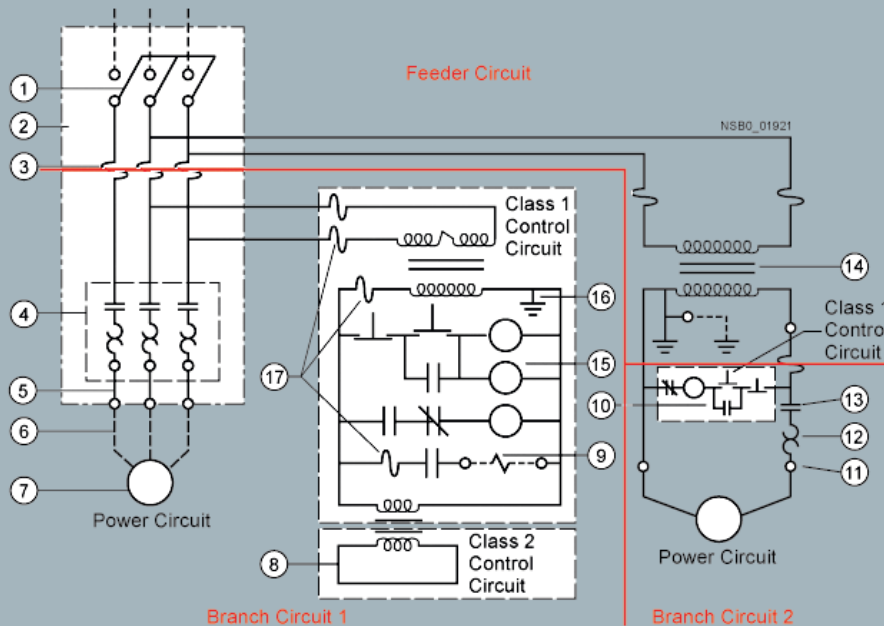 Feeder Circuit
NSB0_01921
1
2
3
4
5
6
7
Power Circuit
Class 1
Control
Circuit
16
17
15
9
8
Class 2
Control
Circuit
14
Class 1
Control
Circuit
10
13
12
11
Power Circuit
Branch Circuit 1
Branch Circuit 2